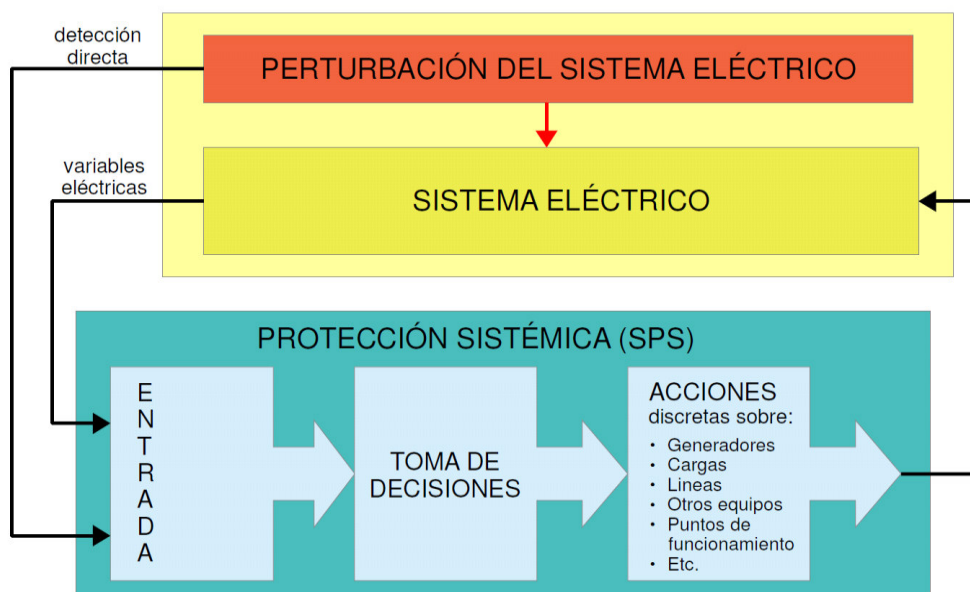 detección
directa
PERTURBACIÓN DEL SISTEMA ELÉCTRICO
variables
eléctricas
SISTEMA ELÉCTRICO
PROTECCIÓN SISTÉMICA (SPS)
E
N
T
R
A
D
A
TOMA DE
DECISIONES
ACCIONES
discretas sobre:
• Generadores
• Cargas
• Lineas
• Otros equipos
• Puntos de
funcionamiento
• Etc.